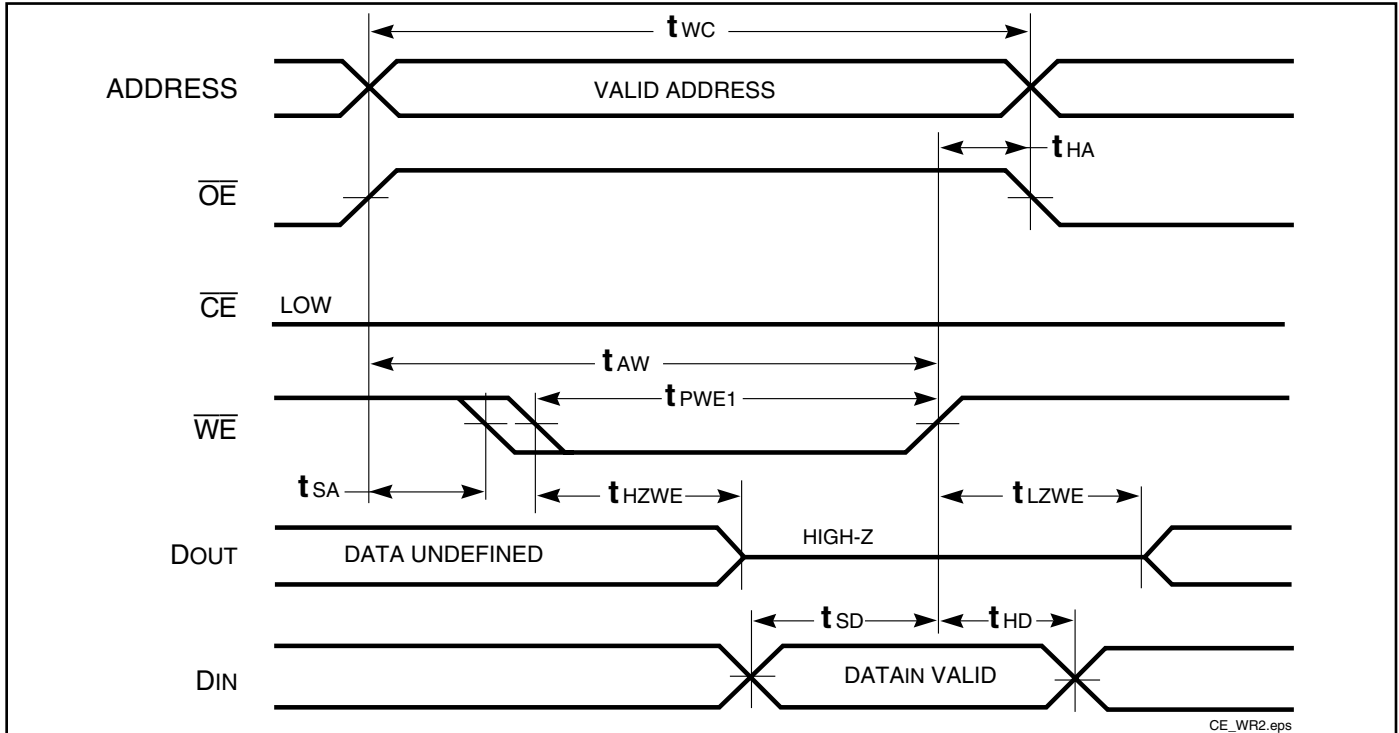 tWC
ADDRESS
VALID ADDRESS
tHA
OE
CE
LOW
tAW
tPWE1
WE
tSA
tHZWE
tLZWE
DOUT
DATA UNDEFINED
HIGH-Z
tSD
tHD
DIN
DATAIN VALID
CE_WR2.eps